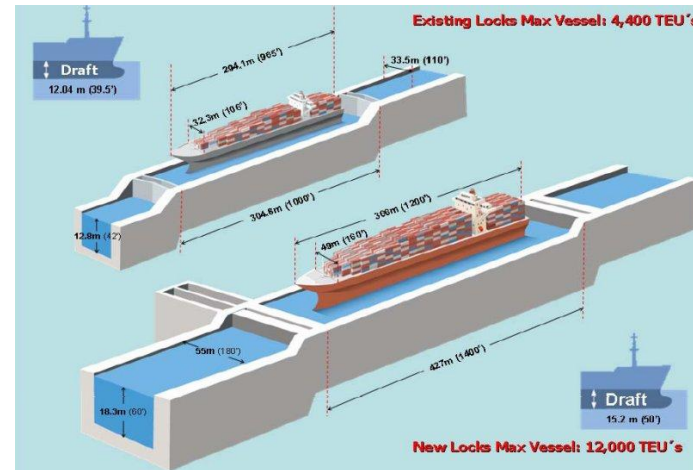 Existing Locks Max Vessel: 4,400 TEU's
Draft
12.04 m (39.5')
294.1m (965')
33.5m (110')
32.3m (106')
304.8m (1000')
12.8m (42')
366m (1200')
49m (160')
55m (180')
427m (1400')
18.3m (60')
Draft
15.2 m (50')
New Locks Max Vessel: 12,000 TEU's